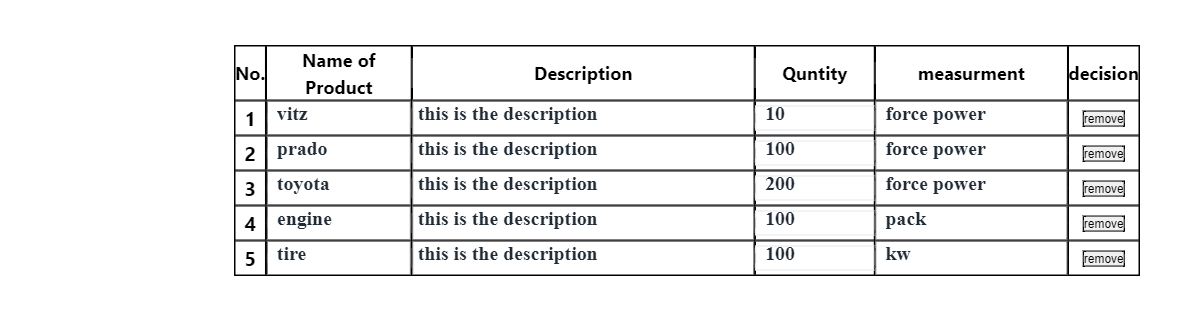 No. Name of Product Description Quntity measurment decision
1 vitz this is the description 10 force power remove
2 prado this is the description 100 force power remove
3 toyota this is the description 200 force power remove
4 engine this is the description 100 pack remove
5 tire this is the description 100 kw remove